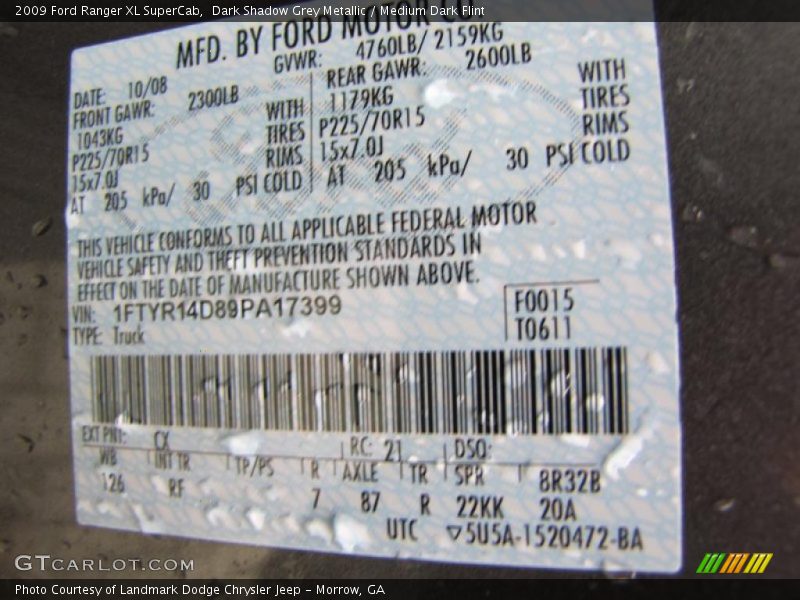 2009 Ford Ranger XL SuperCab, Dark Shadow Grey Metallic / Medium Dark Flint
MFD. BY FORD MOTOR CO.
DATE: 10/08 GVWR: 4760LB/ 2159KG
FRONT GAWR: 2300LB REAR GAWR: 2600LB
1043KG WITH 1179KG WITH
P225/70R15 TIRES P225/70R15 TIRES
15x7.0J RIMS 15x7.0J RIMS
AT 205 kPa/ 30 PSI COLD AT 205 kPa/ 30 PSI COLD
THIS VEHICLE CONFORMS TO ALL APPLICABLE FEDERAL MOTOR
VEHICLE SAFETY AND THEFT PREVENTION STANDARDS IN
EFFECT ON THE DATE OF MANUFACTURE SHOWN ABOVE.
VIN: 1FTYR14D89PA17399 F0015
TYPE: Truck T0611
EXT PNT: CX RC: 21 DSO:
WB INT TR TP/PS R AXLE TR SPR 8R32B
126 RF 7 87 R 22KK 20A
UTC ▽5U5A-1520472-BA
GTCARLOT.COM
Photo Courtesy of Landmark Dodge Chrysler Jeep – Morrow, GA